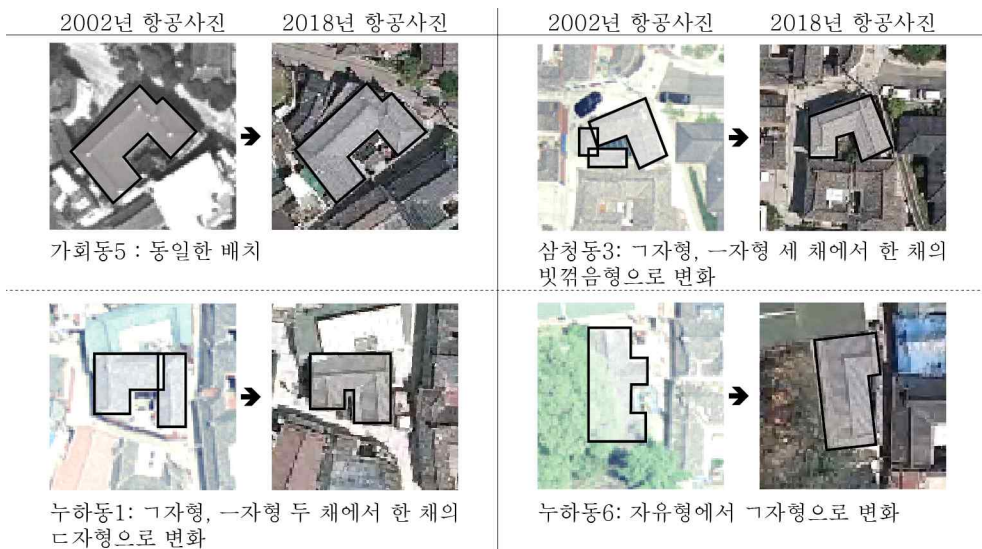 2002년 항공사진 2018년 항공사진 2002년 항공사진 2018년 항공사진
가회동5 : 동일한 배치
삼청동3: ㄱ자형, ㅡ자형 세 채에서 한 채의
빗꺾음형으로 변화
누하동1: ㄱ자형, ㅡ자형 두 채에서 한 채의
ㄷ자형으로 변화
누하동6: 자유형에서 ㄱ자형으로 변화